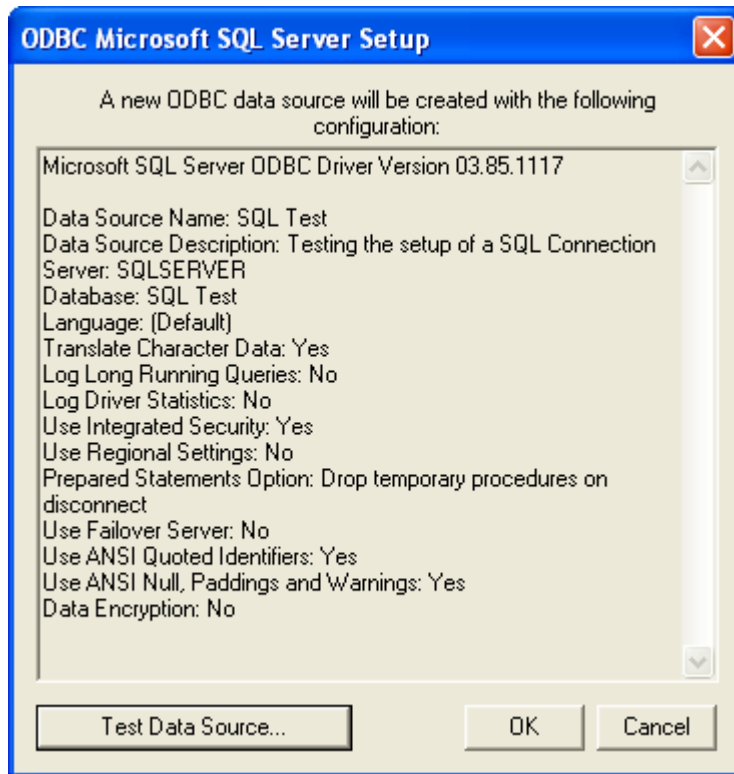 ODBC Microsoft SQL Server Setup
A new ODBC data source will be created with the following
configuration:
Microsoft SQL Server ODBC Driver Version 03.85.1117
Data Source Name: SQL Test
Data Source Description: Testing the setup of a SQL Connection
Server: SQLSERVER
Database: SQL Test
Language: (Default)
Translate Character Data: Yes
Log Long Running Queries: No
Log Driver Statistics: No
Use Integrated Security: Yes
Use Regional Settings: No
Prepared Statements Option: Drop temporary procedures on
disconnect
Use Failover Server: No
Use ANSI Quoted Identifiers: Yes
Use ANSI Null, Paddings and Warnings: Yes
Data Encryption: No
Test Data Source...
OK
Cancel